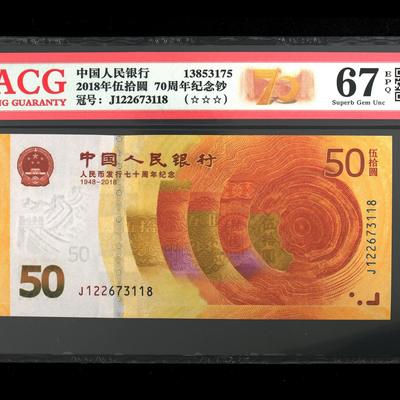 ACG
NG GUARANTY
中国人民银行 13853175
2018年伍拾圆 70周年纪念钞
冠号: J122673118 (☆☆☆)
70
67 EPQ
Superb Gem Unc
中国人民银行
人民币发行七十周年纪念
1948-2018
50 伍拾圆
J122673118
50
J122673118